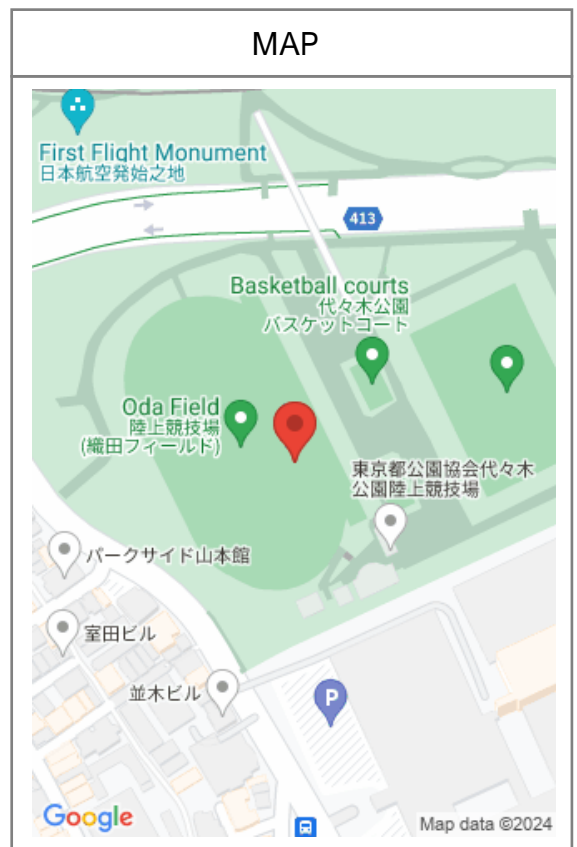 MAP
First Flight Monument
日本航空発始之地
413
Basketball courts
代々木公園
バスケットコート
Oda Field
陸上競技場
(織田フィールド)
東京都公園協会代々木
公園陸上競技場
パークサイド山本館
室田ビル
並木ビル
P
Google
Map data ©2024